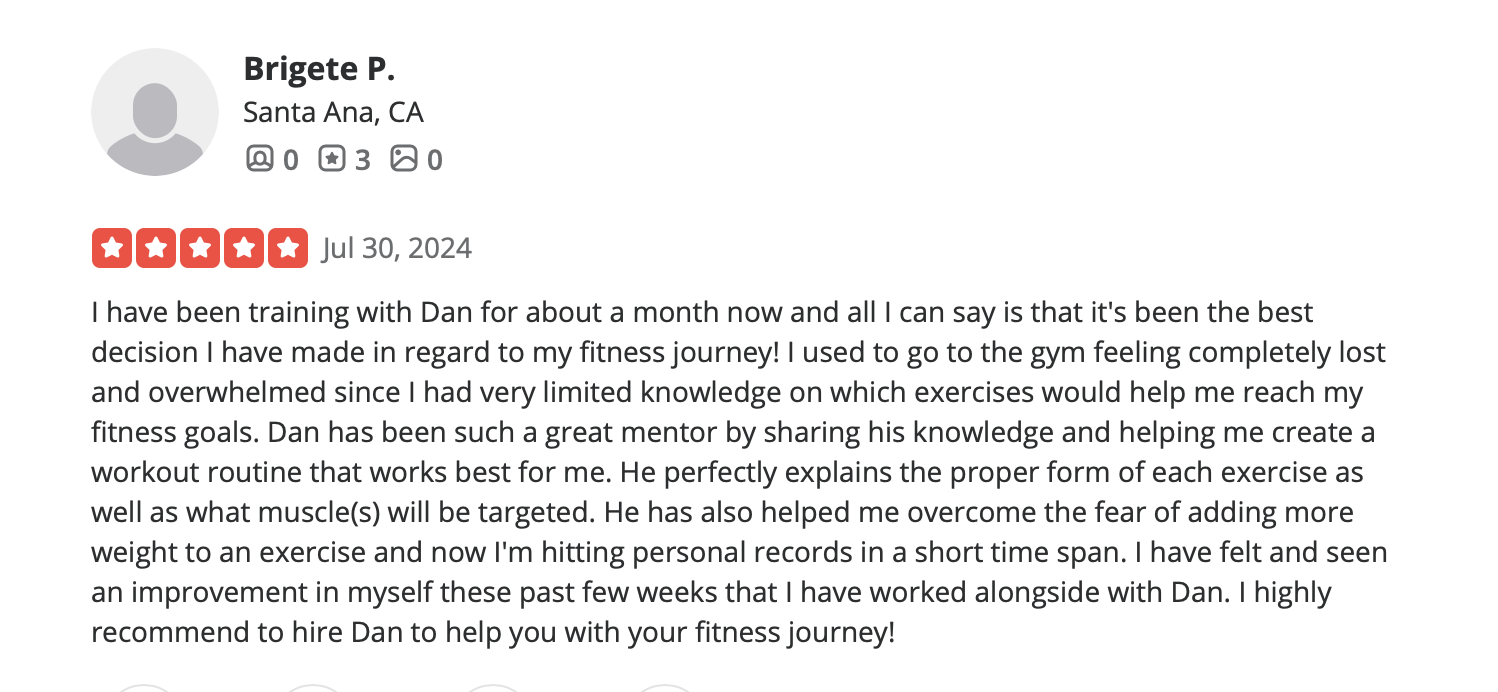 Brigete P.
Santa Ana, CA
0 3 0
Jul 30, 2024
I have been training with Dan for about a month now and all I can say is that it's been the best
decision I have made in regard to my fitness journey! I used to go to the gym feeling completely lost
and overwhelmed since I had very limited knowledge on which exercises would help me reach my
fitness goals. Dan has been such a great mentor by sharing his knowledge and helping me create a
workout routine that works best for me. He perfectly explains the proper form of each exercise as
well as what muscle(s) will be targeted. He has also helped me overcome the fear of adding more
weight to an exercise and now I'm hitting personal records in a short time span. I have felt and seen
an improvement in myself these past few weeks that I have worked alongside with Dan. I highly
recommend to hire Dan to help you with your fitness journey!